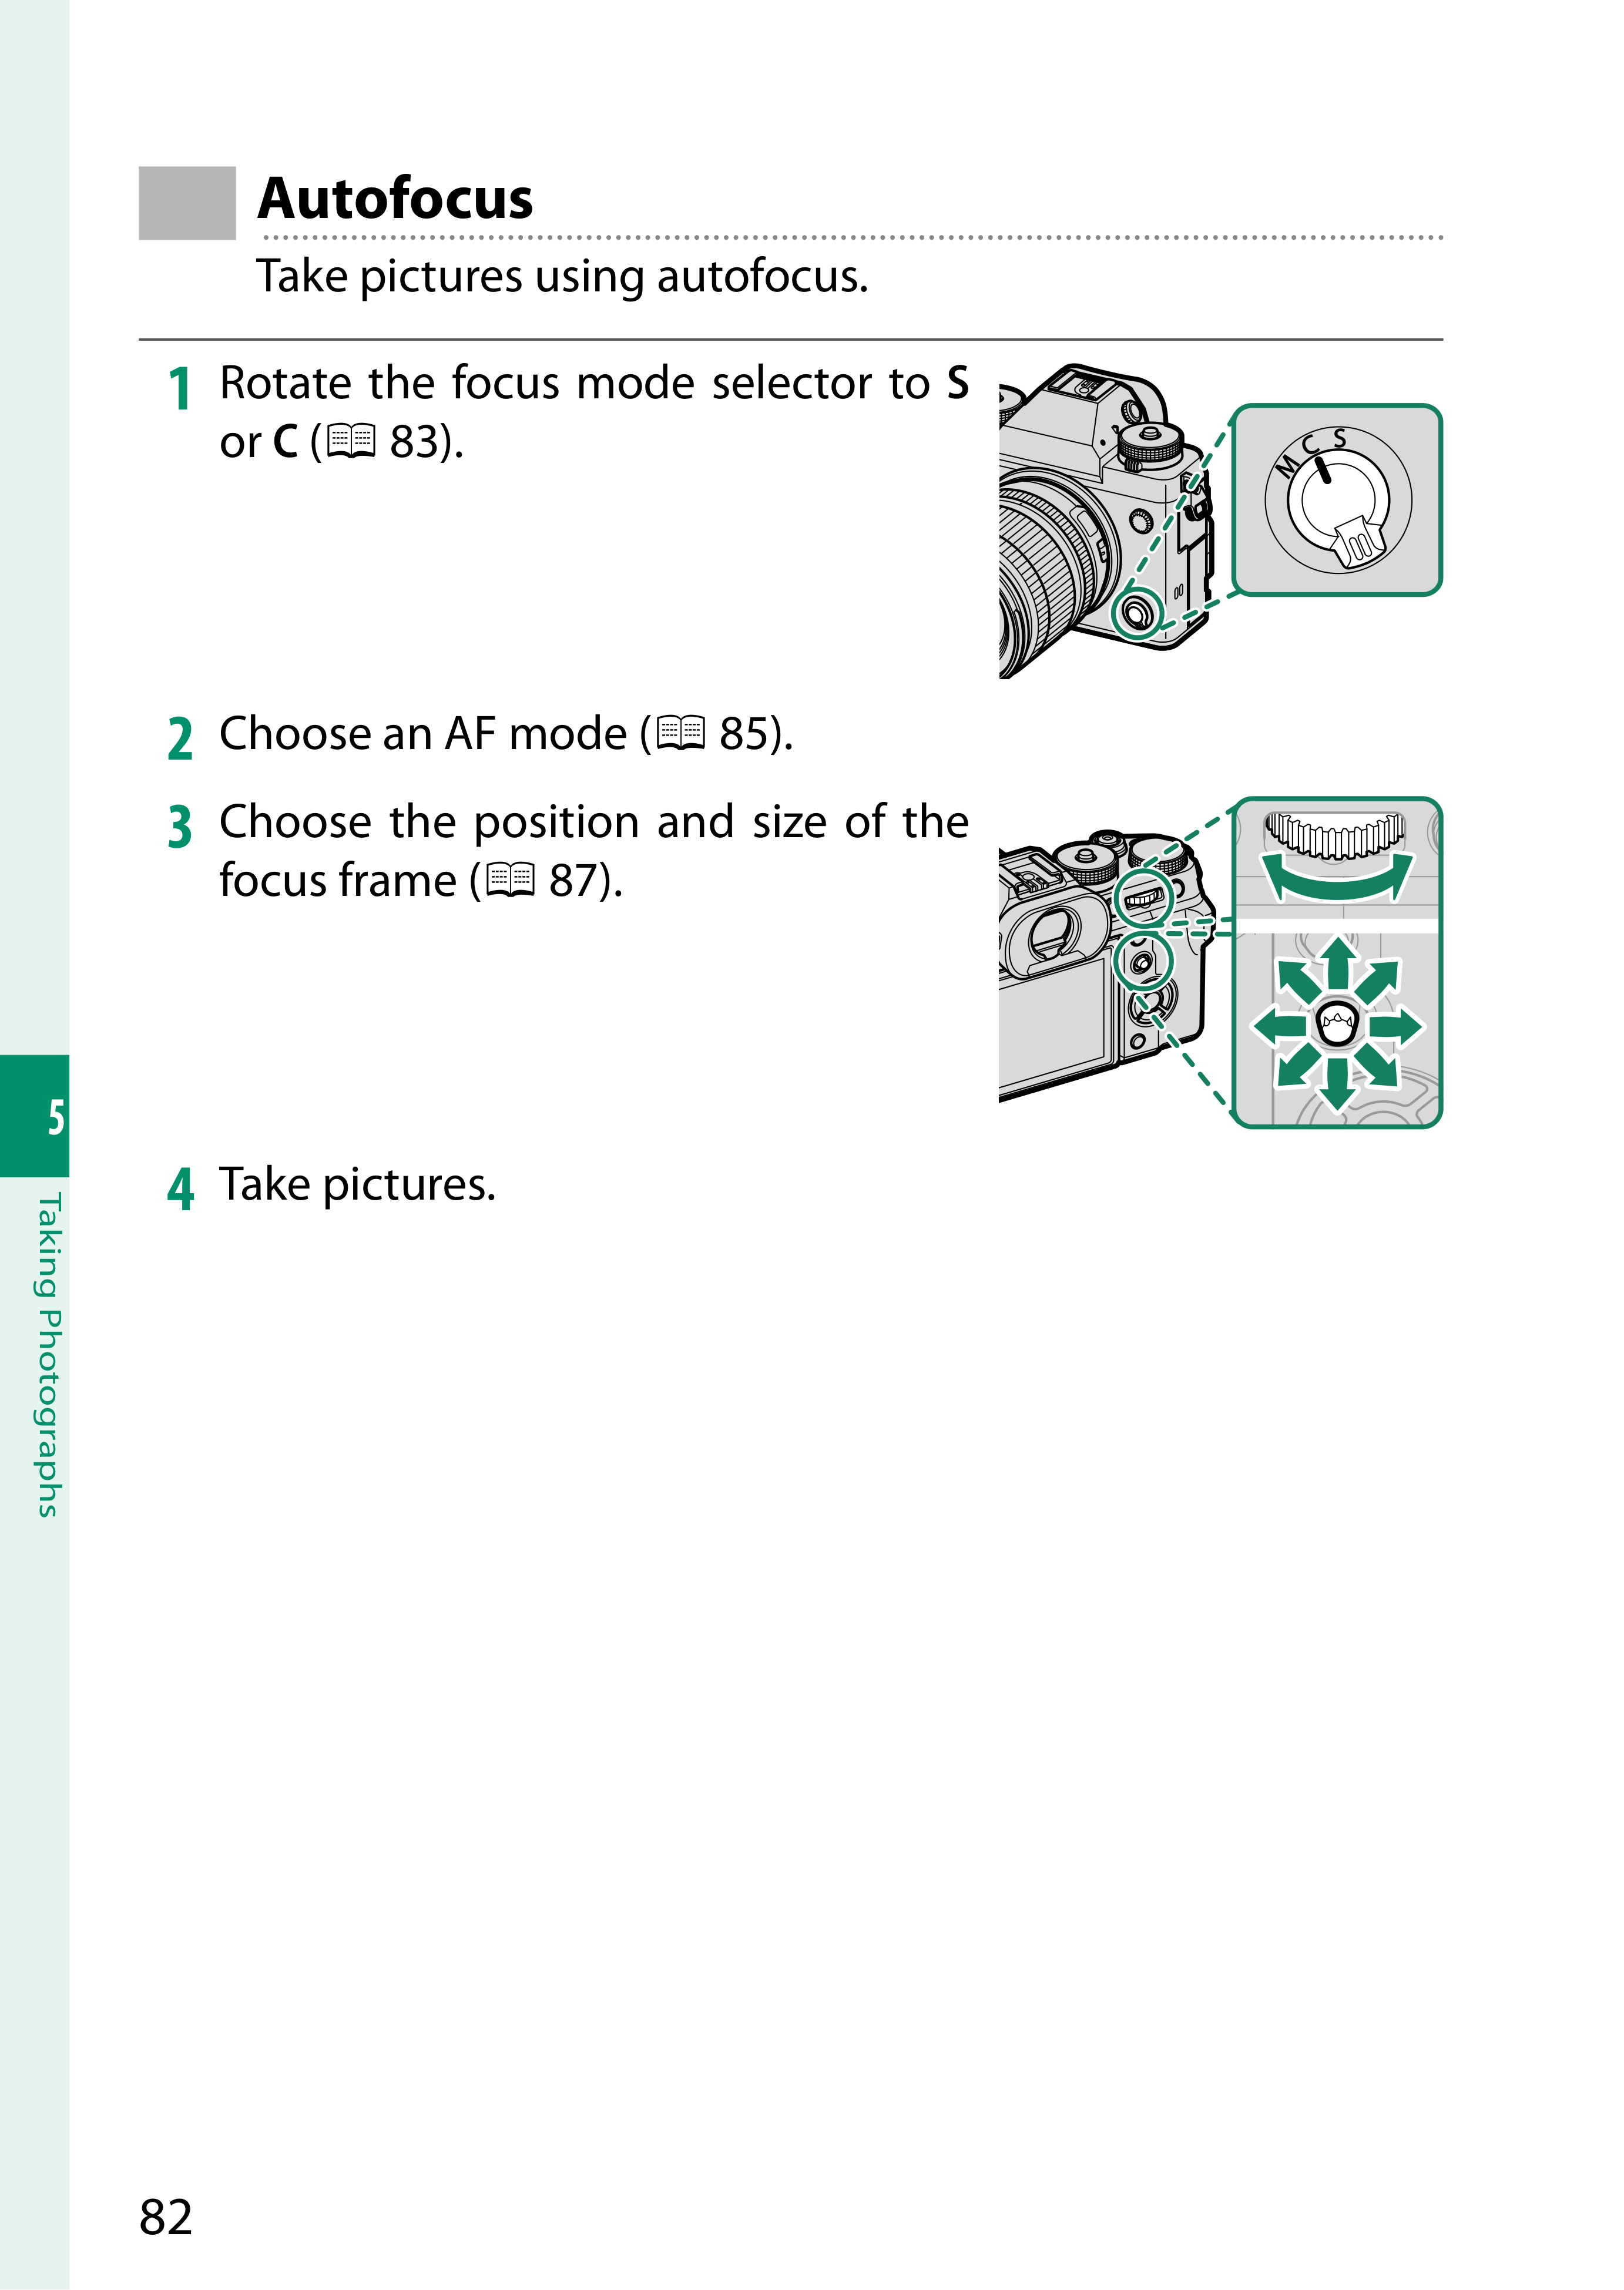 Autofocus
Take pictures using autofocus.
1 Rotate the focus mode selector to S
or C (📖 83).
M C S
2 Choose an AF mode (📖 85).
3 Choose the position and size of the
focus frame (📖 87).
4 Take pictures.
5
Taking Photographs
82